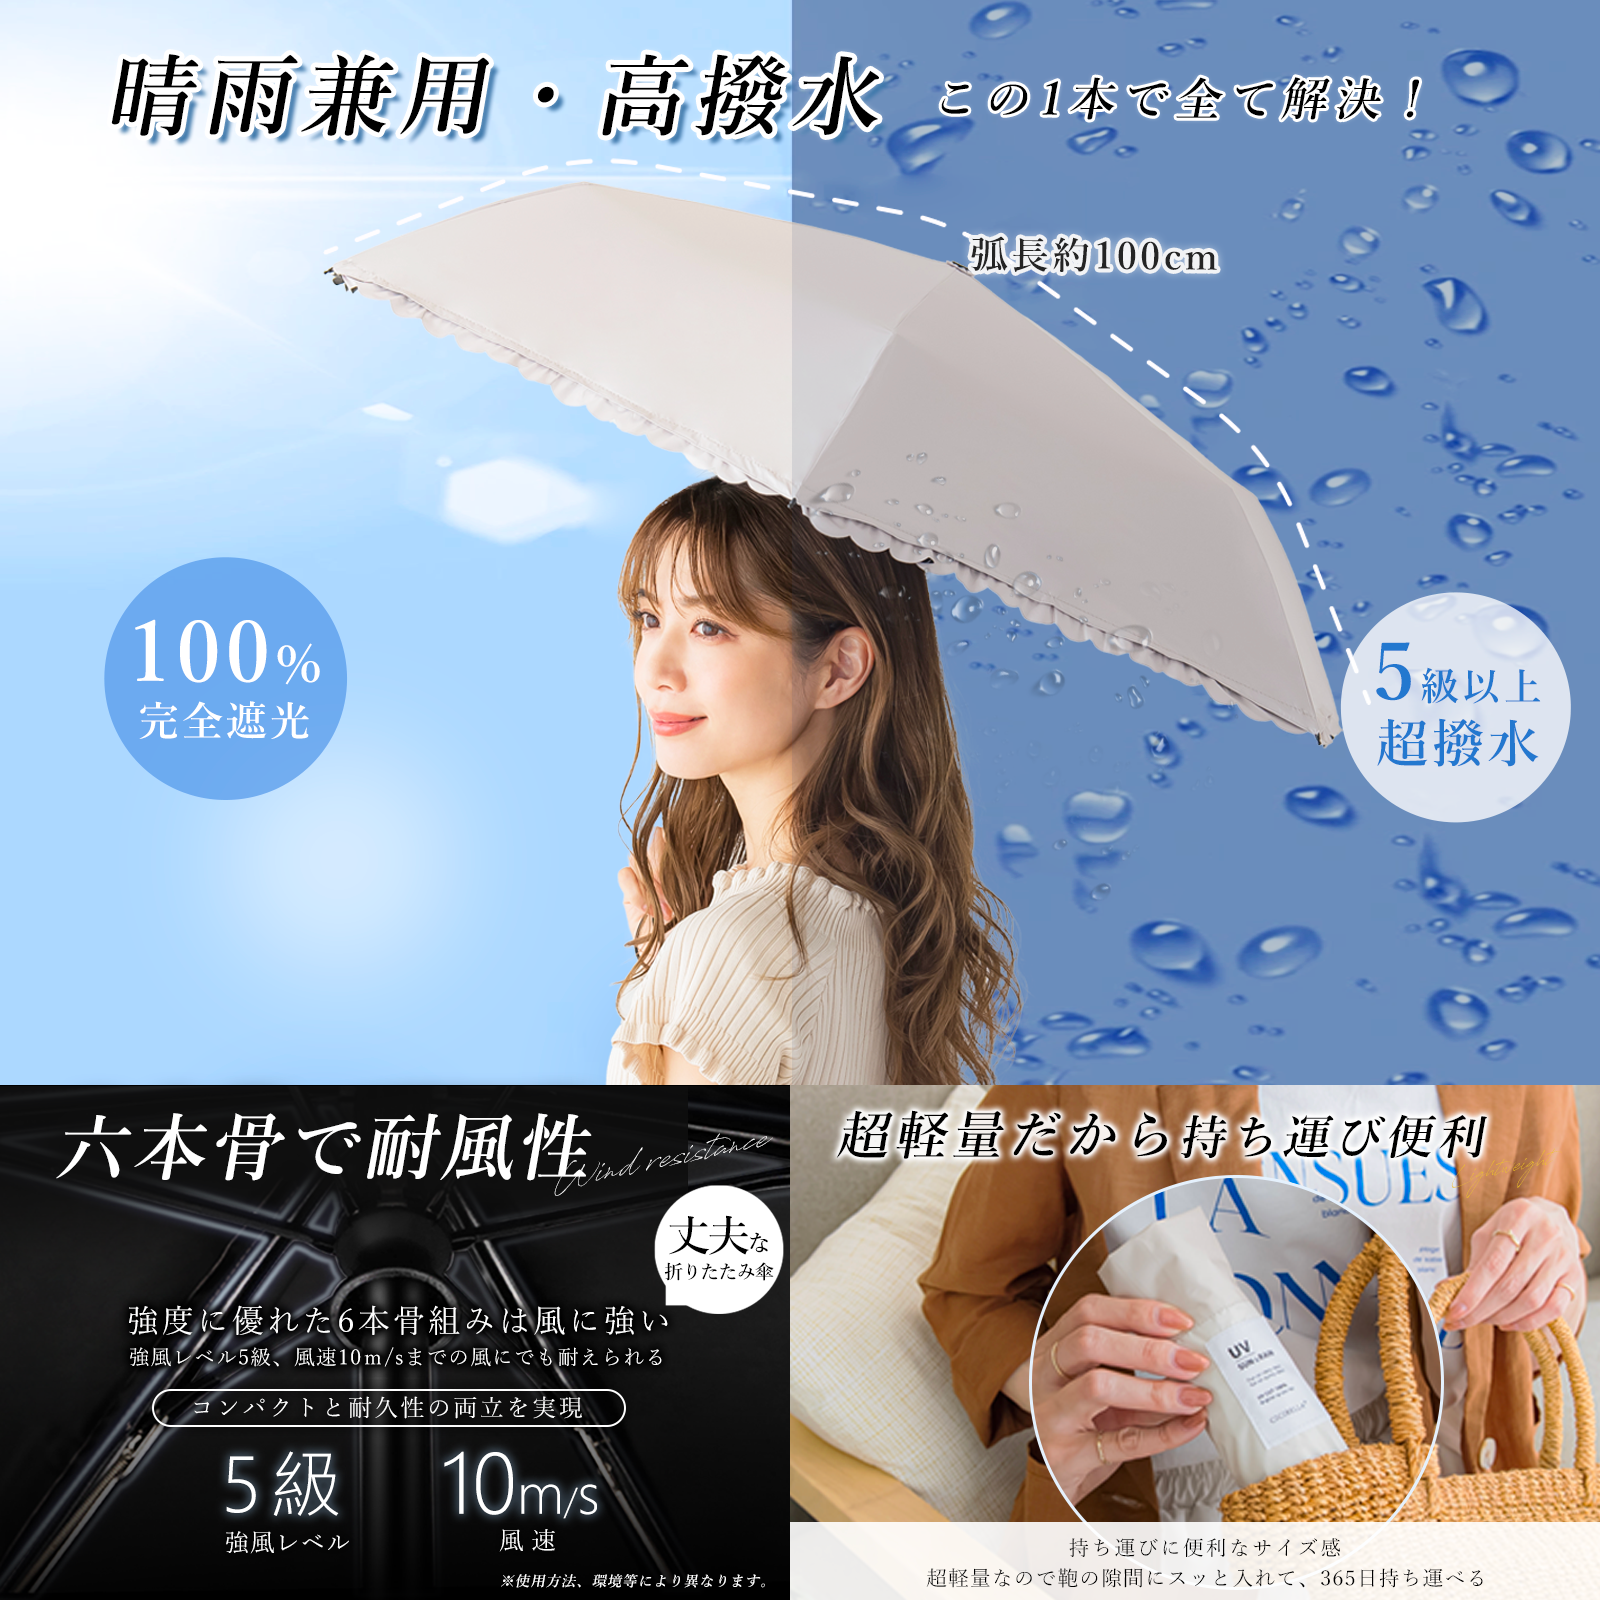 晴雨兼用・高撥水 この1本で全て解決！
弧長約100cm
100%
完全遮光
5級以上
超撥水
六本骨で耐風性
Wind resistance
丈夫な
折りたたみ傘
強度に優れた6本骨組みは風に強い
強風レベル5級、風速10m/sまでの風にでも耐えられる
コンパクトと耐久性の両立を実現
5級
強風レベル
10m/s
風速
※使用方法、環境等により異なります。
超軽量だから持ち運び便利
UV
持ち運びに便利なサイズ感
超軽量なので鞄の隙間にスッと入れて、365日持ち運べる